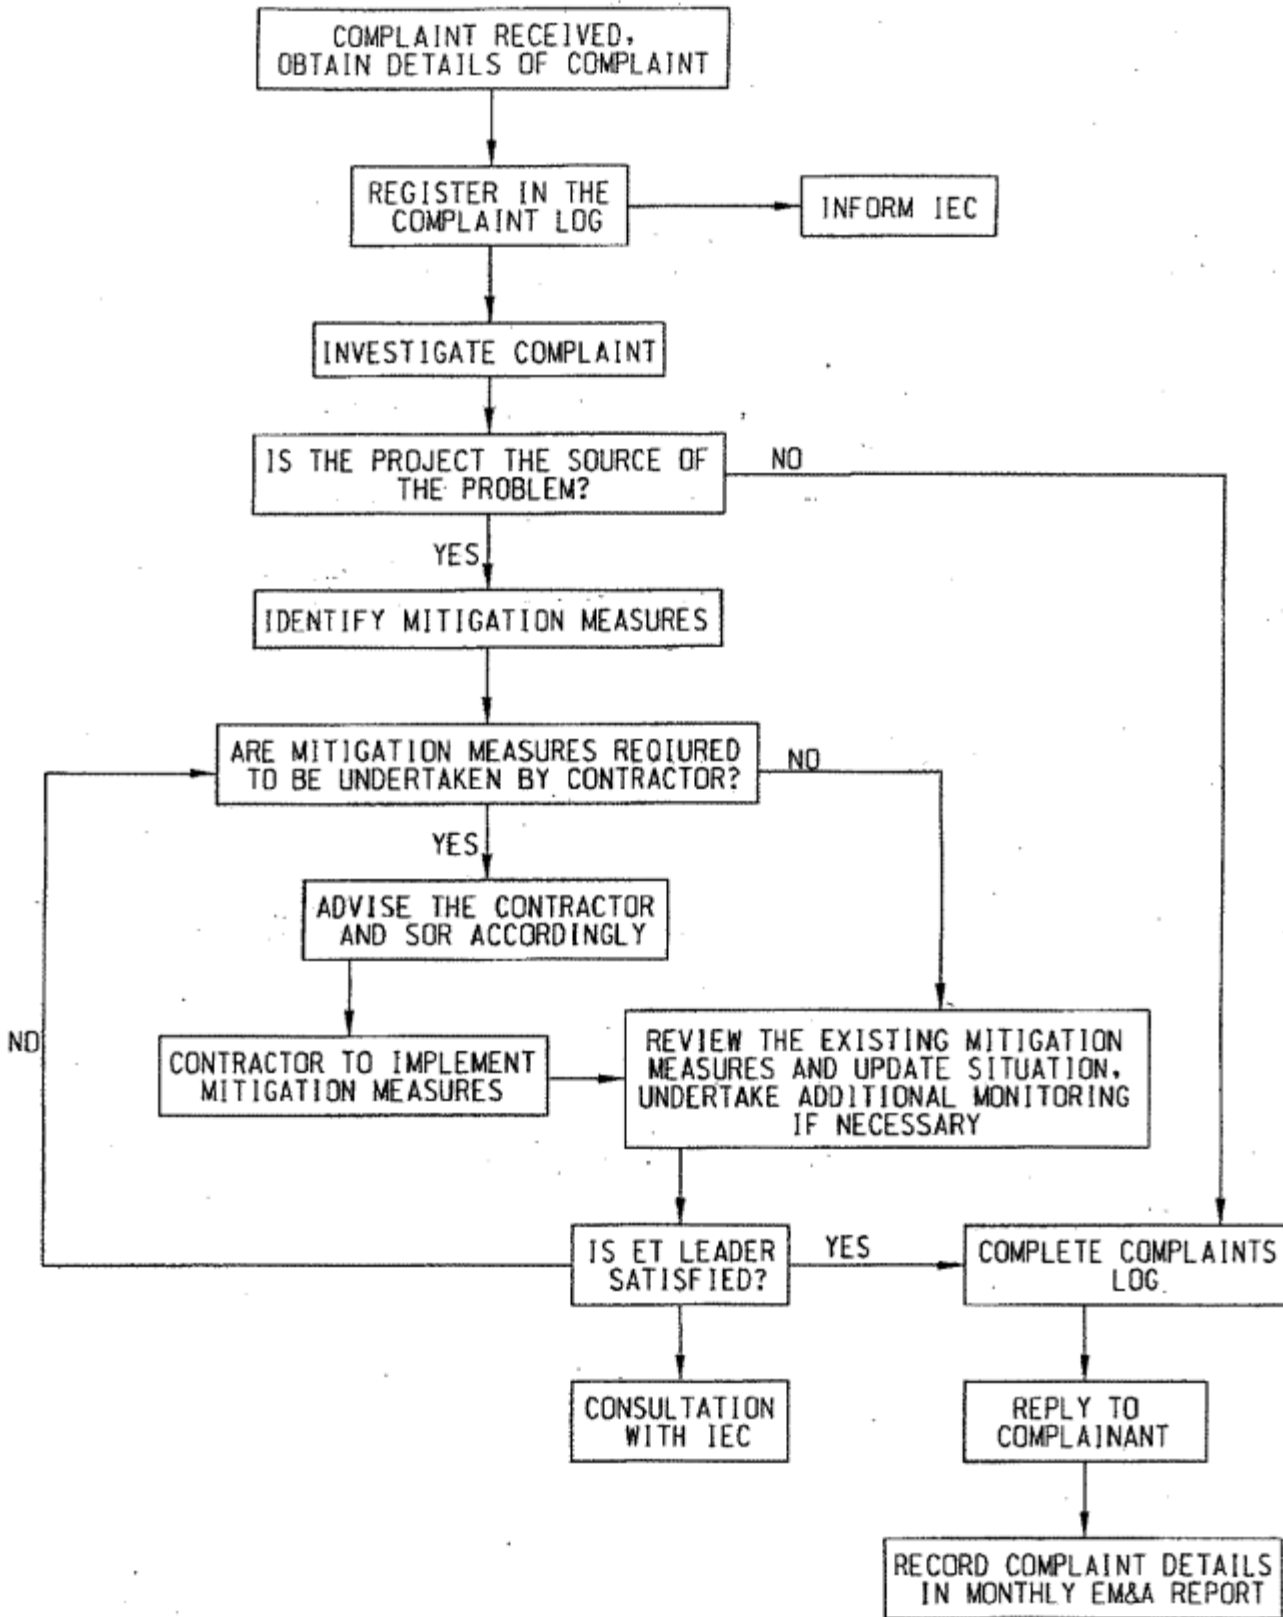 COMPLAINT RECEIVED,
OBTAIN DETAILS OF COMPLAINT
REGISTER IN THE
COMPLAINT LOG
INFORM IEC
INVESTIGATE COMPLAINT
IS THE PROJECT THE SOURCE OF
THE PROBLEM?
NO
YES
IDENTIFY MITIGATION MEASURES
ARE MITIGATION MEASURES REQIURED
TO BE UNDERTAKEN BY CONTRACTOR?
NO
YES
ADVISE THE CONTRACTOR
AND SOR ACCORDINGLY
NO
CONTRACTOR TO IMPLEMENT
MITIGATION MEASURES
REVIEW THE EXISTING MITIGATION
MEASURES AND UPDATE SITUATION.
UNDERTAKE ADDITIONAL MONITORING
IF NECESSARY
IS ET LEADER
SATISFIED?
YES
COMPLETE COMPLAINTS
LOG
CONSULTATION
WITH IEC
REPLY TO
COMPLAINANT
RECORD COMPLAINT DETAILS
IN MONTHLY EM&A REPORT